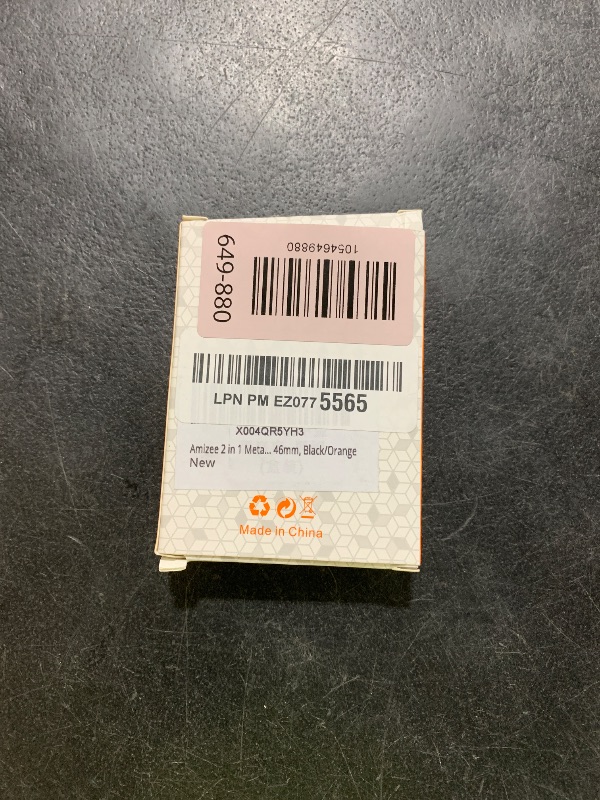 649-880
1054649880
LPN PM EZ077 5565
X004QR5YH3
Amizee 2 in 1 Meta... 46mm, Black/Orange
New
Made in China